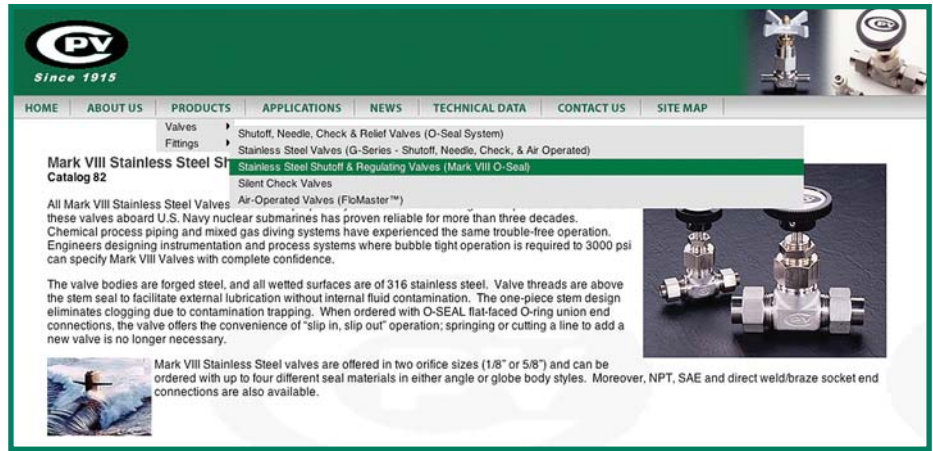 CPV
Since 1915
HOME ABOUT US PRODUCTS APPLICATIONS NEWS TECHNICAL DATA CONTACT US SITE MAP
Valves
Fittings
Shutoff, Needle, Check & Relief Valves (O-Seal System)
Stainless Steel Valves (G-Series - Shutoff, Needle, Check, & Air Operated)
Stainless Steel Shutoff & Regulating Valves (Mark VIII O-Seal)
Silent Check Valves
Air-Operated Valves (FloMaster™)
Mark VIII Stainless Steel
Catalog 82
All Mark VIII Stainless Steel Valves
these valves aboard U.S. Navy nuclear submarines has proven reliable for more than three decades.
Chemical process piping and mixed gas diving systems have experienced the same trouble-free operation.
Engineers designing instrumentation and process systems where bubble tight operation is required to 3000 psi
can specify Mark VIII Valves with complete confidence.
The valve bodies are forged steel, and all wetted surfaces are of 316 stainless steel. Valve threads are above
the stem seal to facilitate external lubrication without internal fluid contamination. The one-piece stem design
eliminates clogging due to contamination trapping. When ordered with O-SEAL flat-faced O-ring union end
connections, the valve offers the convenience of "slip in, slip out" operation; springing or cutting a line to add a
new valve is no longer necessary.
Mark VIII Stainless Steel valves are offered in two orifice sizes (1/8" or 5/8") and can be
ordered with up to four different seal materials in either angle or globe body styles. Moreover, NPT, SAE and direct weld/braze socket end
connections are also available.